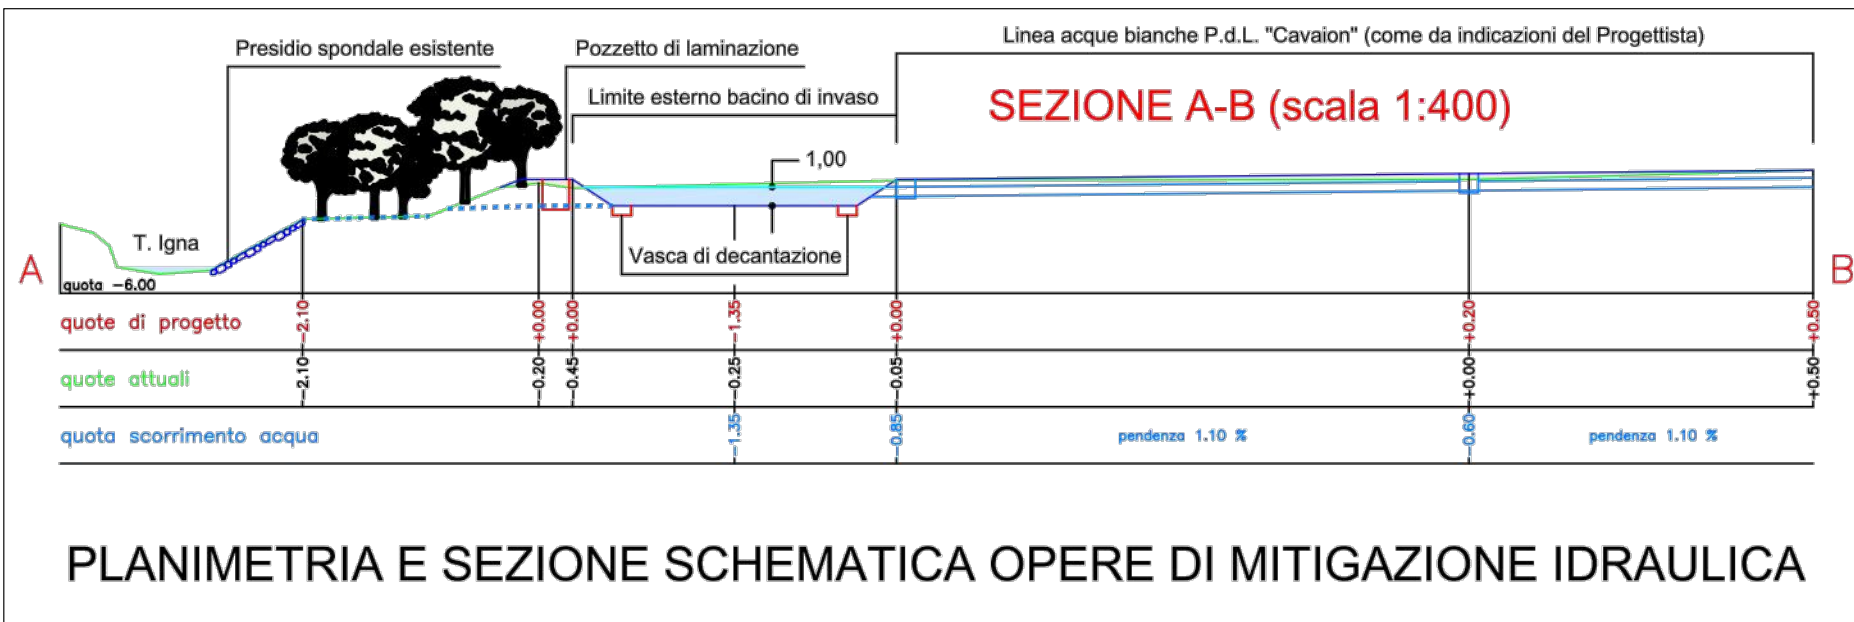 Linea acque bianche P.d.L. "Cavaion" (come da indicazioni del Progettista)
Presidio spondale esistente
Pozzetto di laminazione
Limite esterno bacino di invaso
SEZIONE A-B (scala 1:400)
1,00
T. Igna
Vasca di decantazione
A
B
quota -6.00
quote di progetto -2.10 +0.00 +0.00 -1.35 +0.00 +0.20 +0.50
quote attuali -2.10 -0.20 -0.45 -0.25 -0.05 +0.00 +0.50
quota scorrimento acqua -1.35 -0.85 pendenza 1.10 % -0.60 pendenza 1.10 %
PLANIMETRIA E SEZIONE SCHEMATICA OPERE DI MITIGAZIONE IDRAULICA